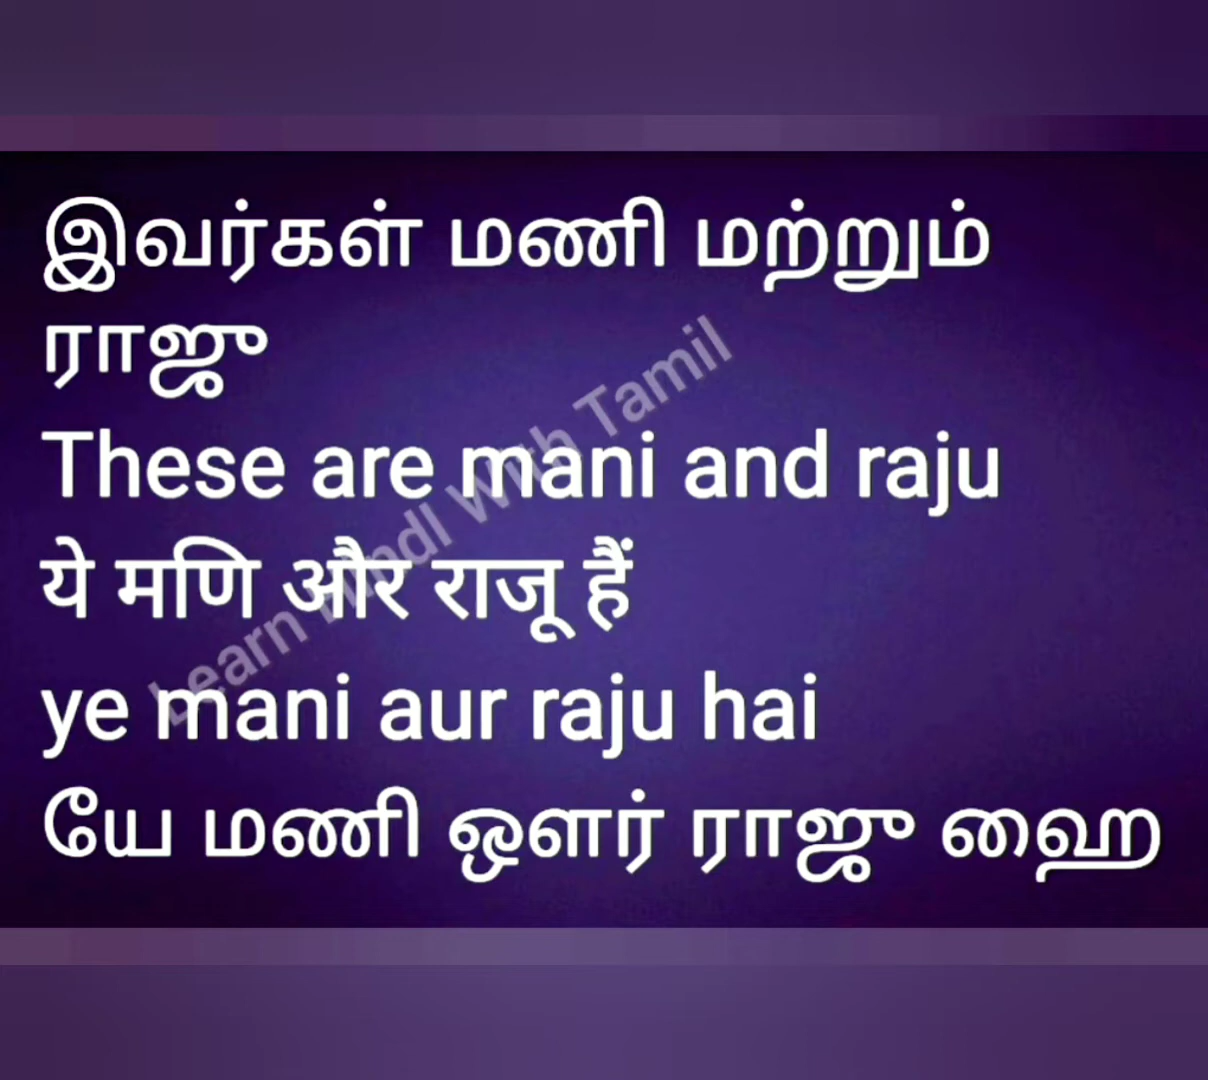 இவர்கள் மணி மற்றும்
ராஜு
These are mani and raju
ये मणि और राजू हैं
ye mani aur raju hai
யே மணி ஔர் ராஜு ஹை
Learn HindI With Tamil